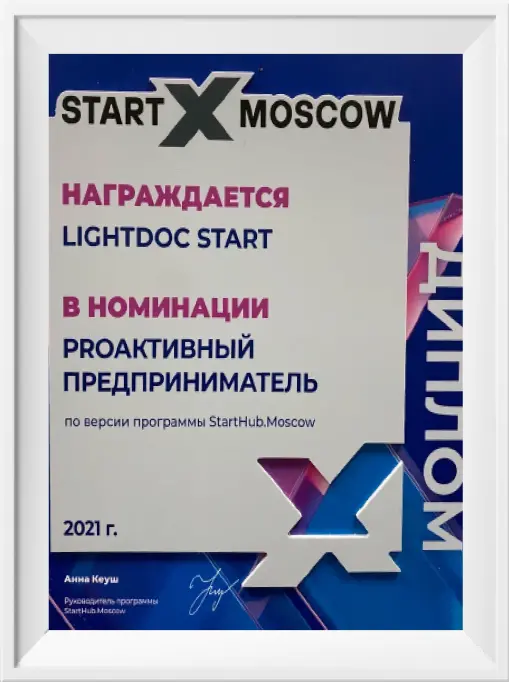 START X MOSCOW
НАГРАЖДАЕТСЯ
LIGHTDOC START
В НОМИНАЦИИ
PROАКТИВНЫЙ
ПРЕДПРИНИМАТЕЛЬ
по версии программы StartHub.Moscow
ДИПЛОМ
2021 г.
Анна Кеуш
Руководитель программы
StartHub.Moscow